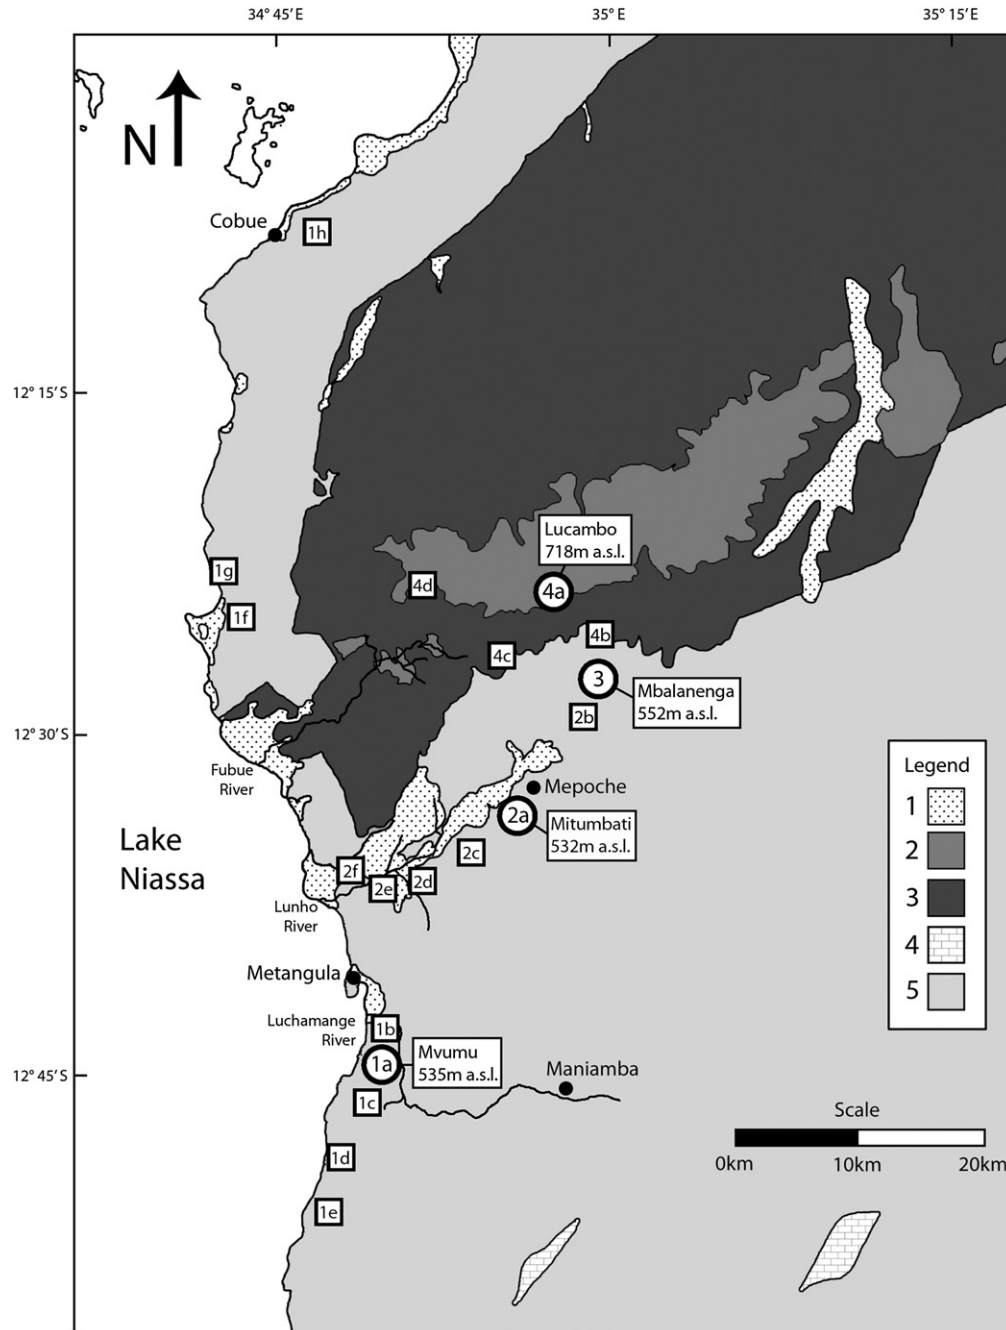 34° 45′E
35° E
35° 15′E
N
Cobue
1h
12° 15′S
Lucambo
718m a.s.l.
1g
4d
4a
1f
4b
4c
3
Mbalanenga
552m a.s.l.
2b
12° 30′S
Fubue
River
Legend
1
2
3
4
5
Mepoche
2a
Mitumbati
532m a.s.l.
Lake
Niassa
2c
2f
2e
2d
Lunho
River
Metangula
Luchamange
River
1b
1a
Mvumu
535m a.s.l.
12° 45′S
Maniamba
1c
Scale
0km
10km
20km
1d
1e